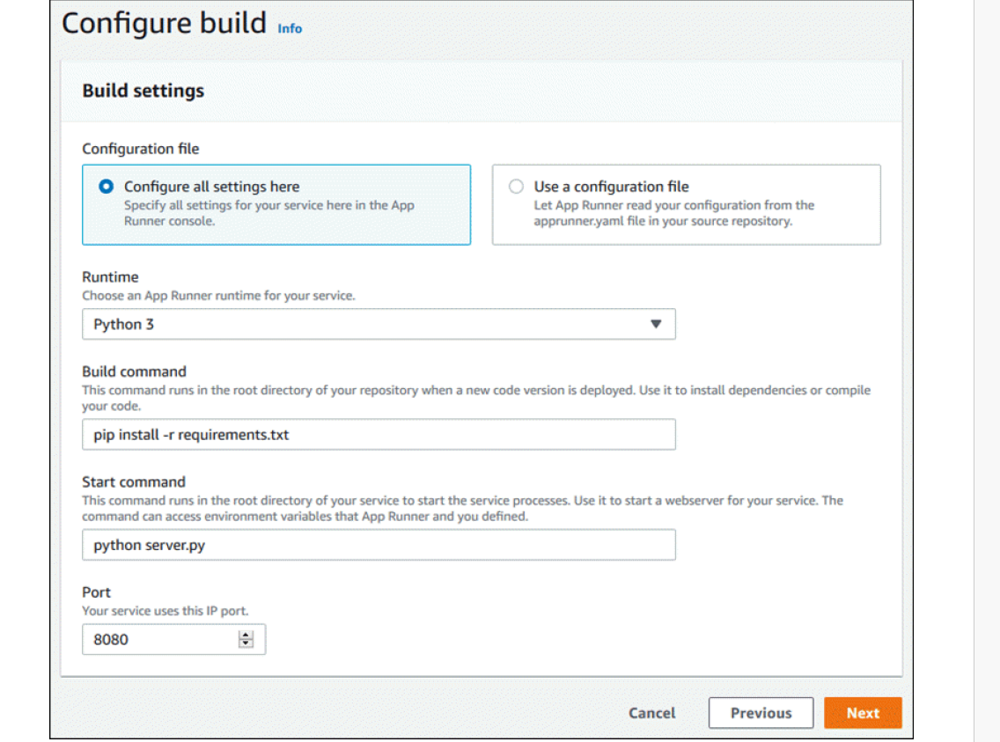 Configure build Info
Build settings
Configuration file
Configure all settings here
Specify all settings for your service here in the App
Runner console.
Use a configuration file
Let App Runner read your configuration from the
apprunner.yaml file in your source repository.
Runtime
Choose an App Runner runtime for your service.
Python 3
Build command
This command runs in the root directory of your repository when a new code version is deployed. Use it to install dependencies or compile
your code.
pip install -r requirements.txt
Start command
This command runs in the root directory of your service to start the service processes. Use it to start a webserver for your service. The
command can access environment variables that App Runner and you defined.
python server.py
Port
Your service uses this IP port.
8080
Cancel Previous Next